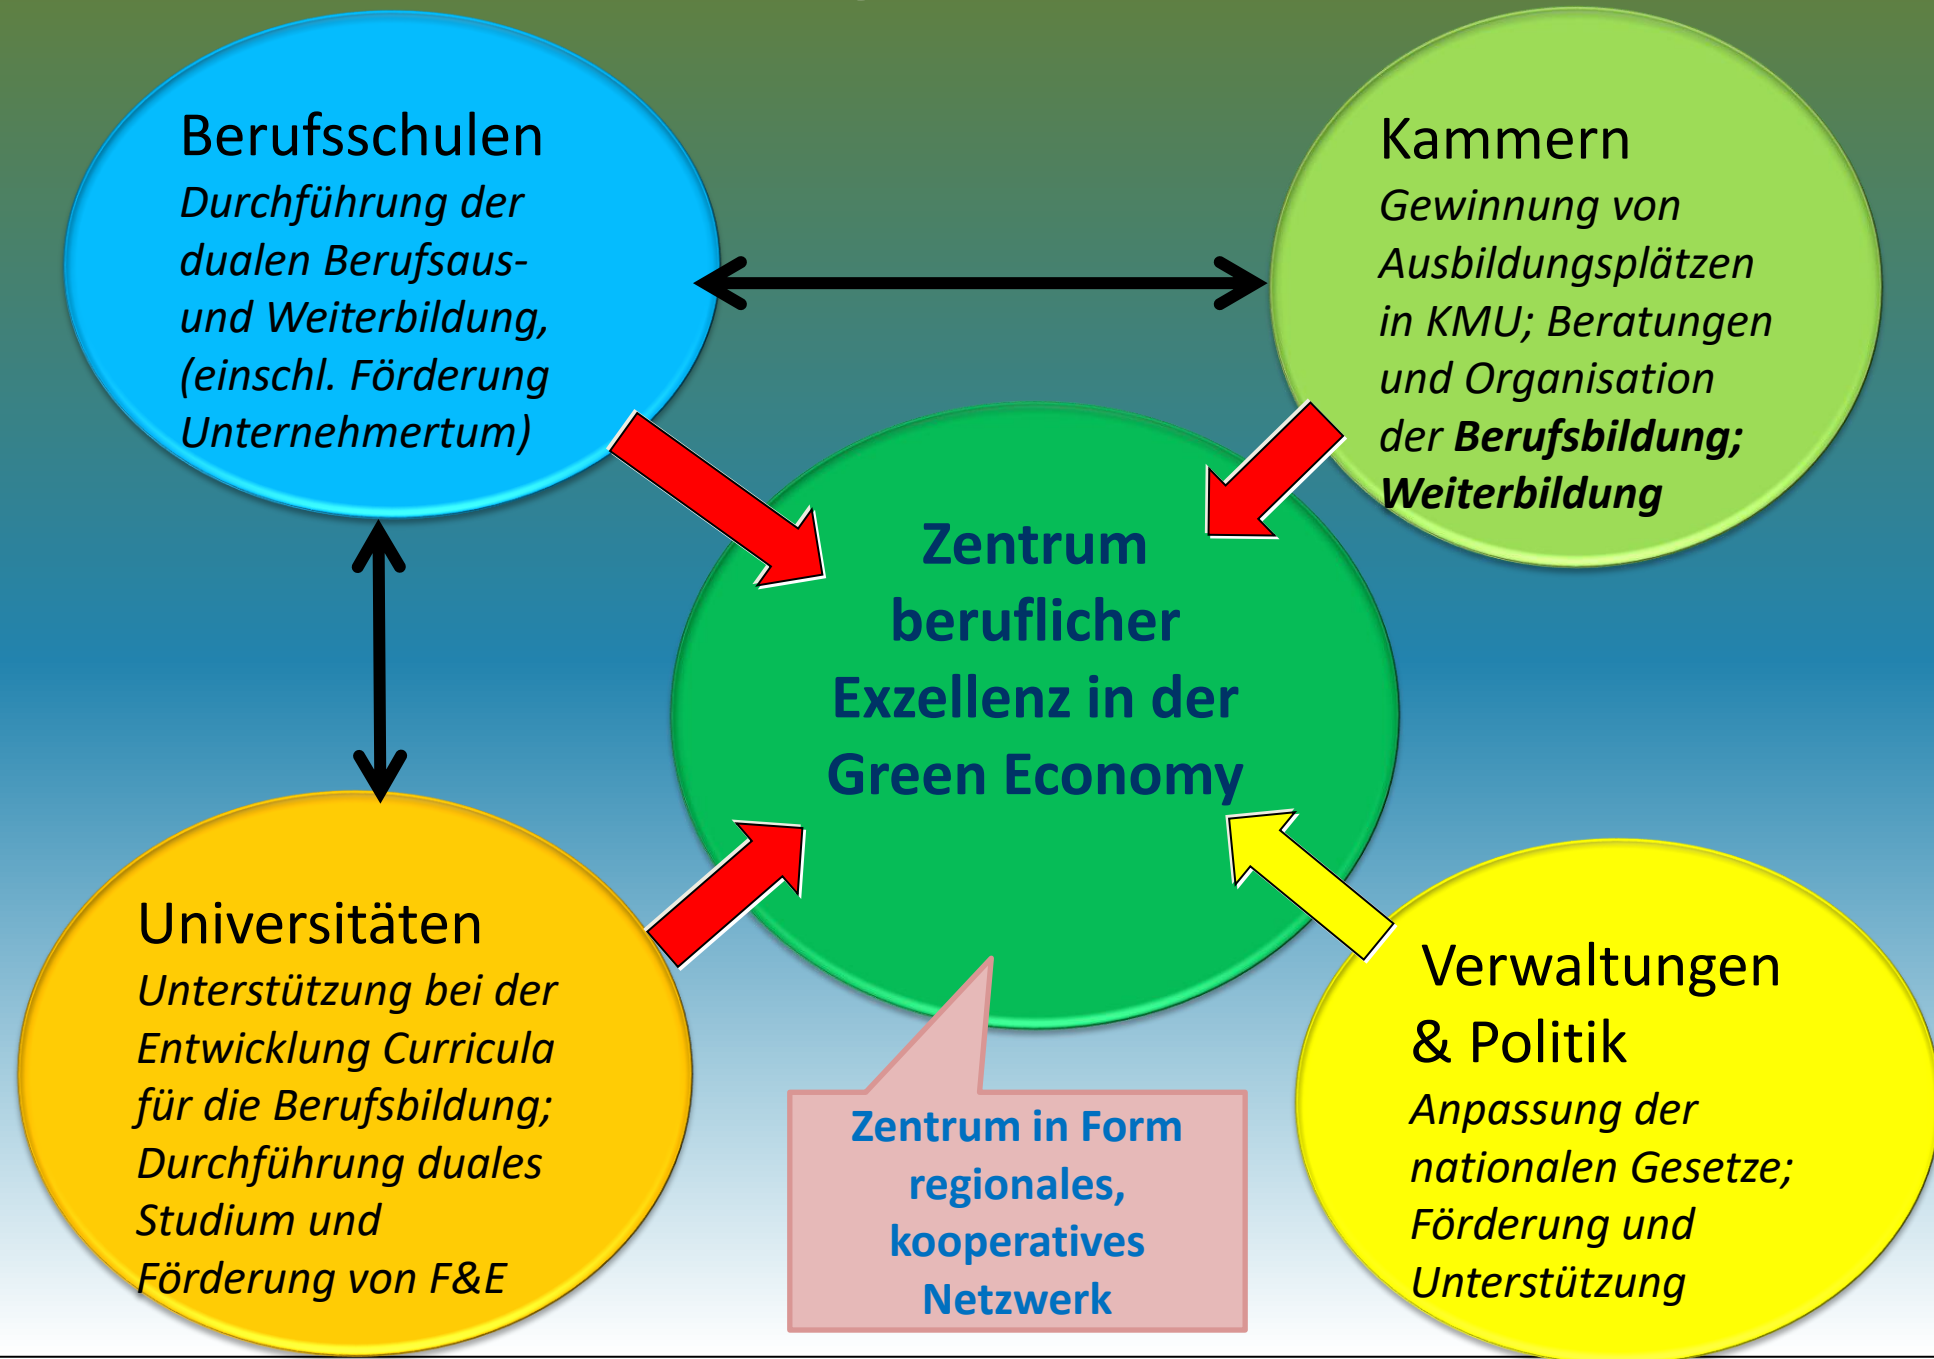 Berufsschulen
Durchführung der
dualen Berufsaus-
und Weiterbildung,
(einschl. Förderung
Unternehmertum)
Kammern
Gewinnung von
Ausbildungsplätzen
in KMU; Beratungen
und Organisation
der Berufsbildung;
Weiterbildung
Zentrum
beruflicher
Exzellenz in der
Green Economy
Universitäten
Unterstützung bei der
Entwicklung Curricula
für die Berufsbildung;
Durchführung duales
Studium und
Förderung von F&E
Zentrum in Form
regionales,
kooperatives
Netzwerk
Verwaltungen
& Politik
Anpassung der
nationalen Gesetze;
Förderung und
Unterstützung